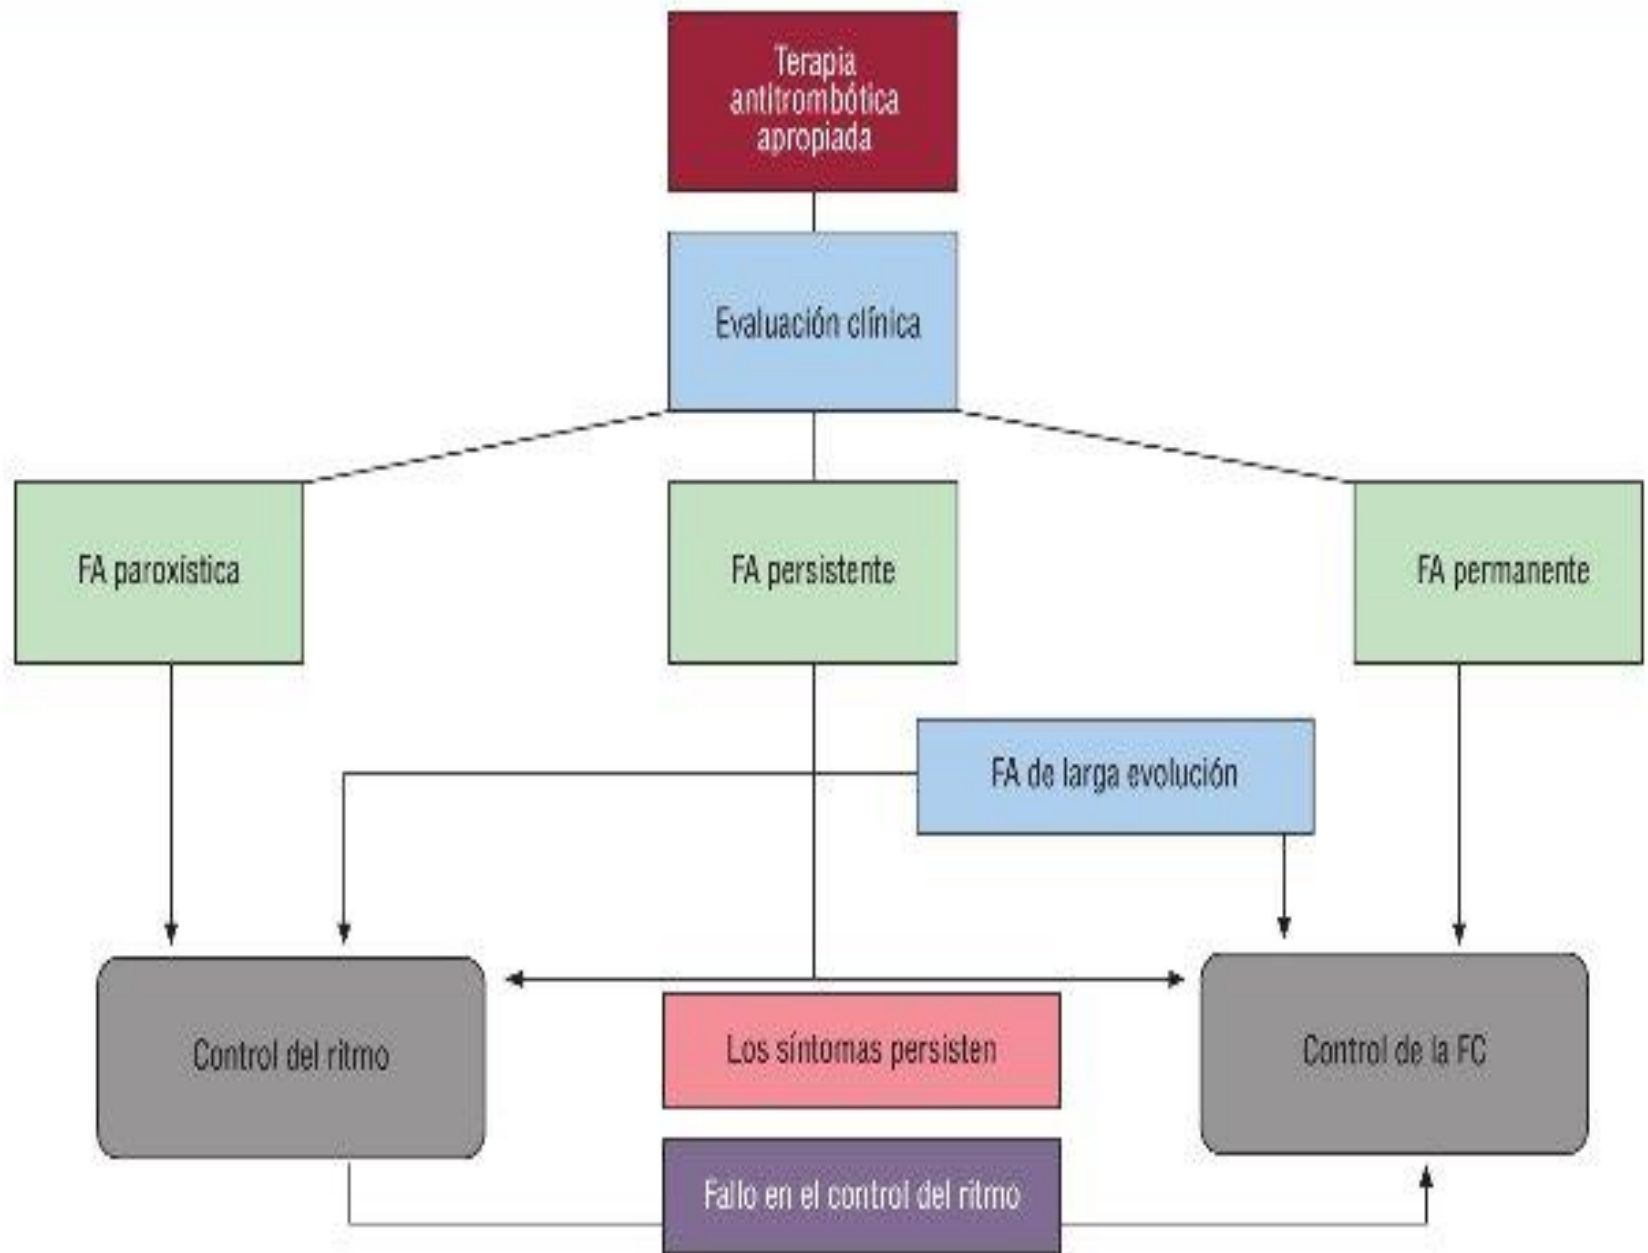 Terapia
antitrombótica
apropiada
Evaluación clínica
FA paroxística
FA persistente
FA permanente
FA de larga evolución
Control del ritmo
Los síntomas persisten
Control de la FC
Fallo en el control del ritmo